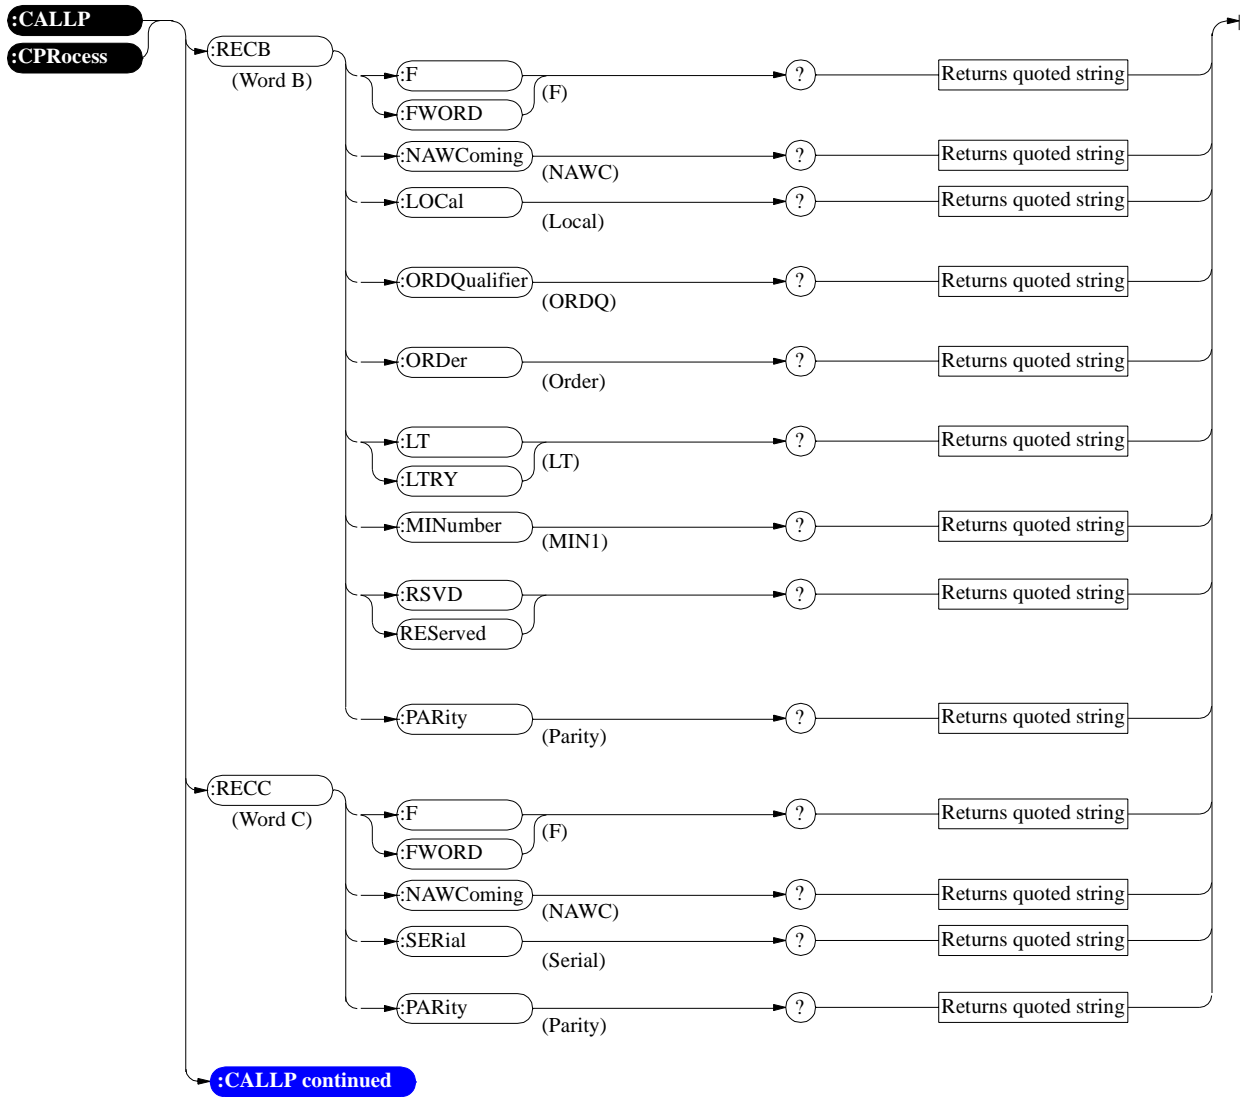 :CALLP
:CPRocess
:RECB
(Word B)
:F
(F)
? Returns quoted string
:FWORD
:NAWComing
(NAWC)
? Returns quoted string
:LOCal
(Local)
? Returns quoted string
:ORDQualifier
(ORDQ)
? Returns quoted string
:ORDer
(Order)
? Returns quoted string
:LT
(LT)
? Returns quoted string
:LTRY
:MINumber
(MIN1)
? Returns quoted string
:RSVD
? Returns quoted string
REServed
:PARity
(Parity)
? Returns quoted string
:RECC
(Word C)
:F
(F)
? Returns quoted string
:FWORD
:NAWComing
(NAWC)
? Returns quoted string
:SERial
(Serial)
? Returns quoted string
:PARity
(Parity)
? Returns quoted string
:CALLP continued